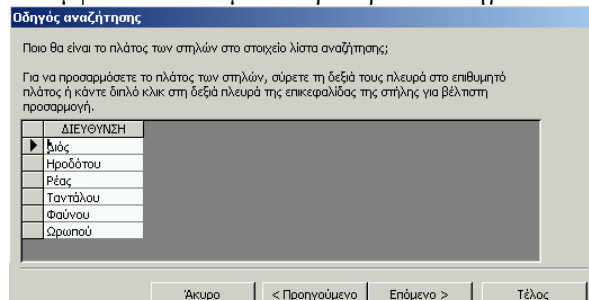 Οδηγός αναζήτησης
Ποιο θα είναι το πλάτος των στηλών στο στοιχείο λίστα αναζήτησης;
Για να προσαρμόσετε το πλάτος των στηλών, σύρετε τη δεξιά τους πλευρά στο επιθυμητό
πλάτος ή κάντε διπλό κλικ στη δεξιά πλευρά της επικεφαλίδας της στήλης για βέλτιστη
προσαρμογή.
ΔΙΕΥΘΥΝΣΗ
Διός
Ηροδότου
Ρέας
Ταντάλου
Φαύνου
Ωρωπού
Άκυρο < Προηγούμενο Επόμενο > Τέλος